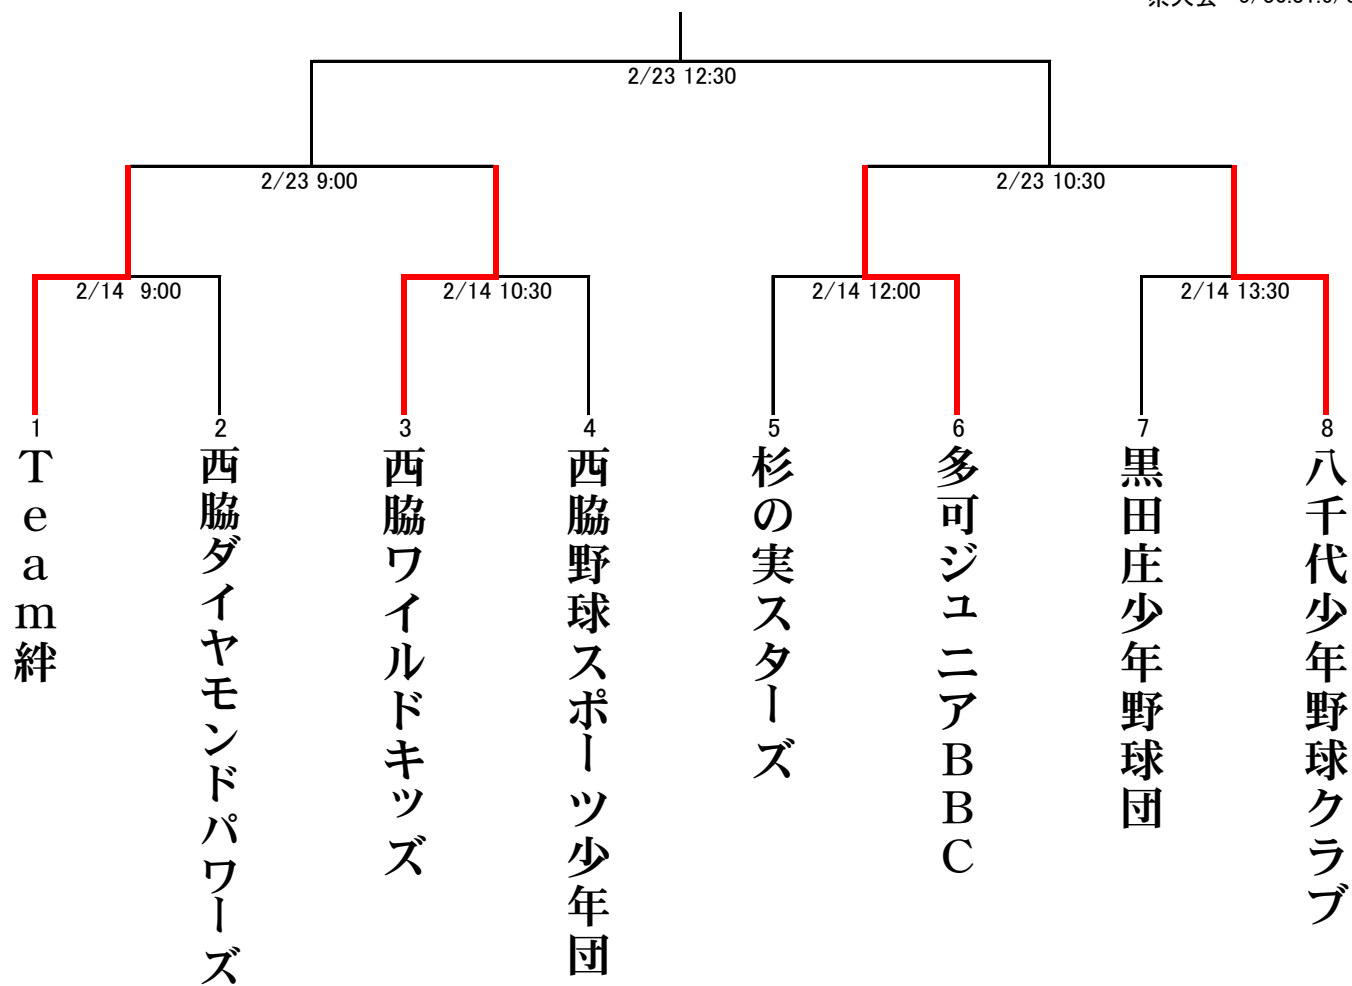 2/23 12:30
2/23 9:00
2/23 10:30
2/14 9:00
2/14 10:30
2/14 12:00
2/14 13:30
1
2
3
4
5
6
7
8
Team絆
西脇ダイヤモンドパワーズ
西脇ワイルドキッズ
西脇野球スポーツ少年団
杉の実スターズ
多可ジュニアBBC
黒田庄少年野球団
八千代少年野球クラブ